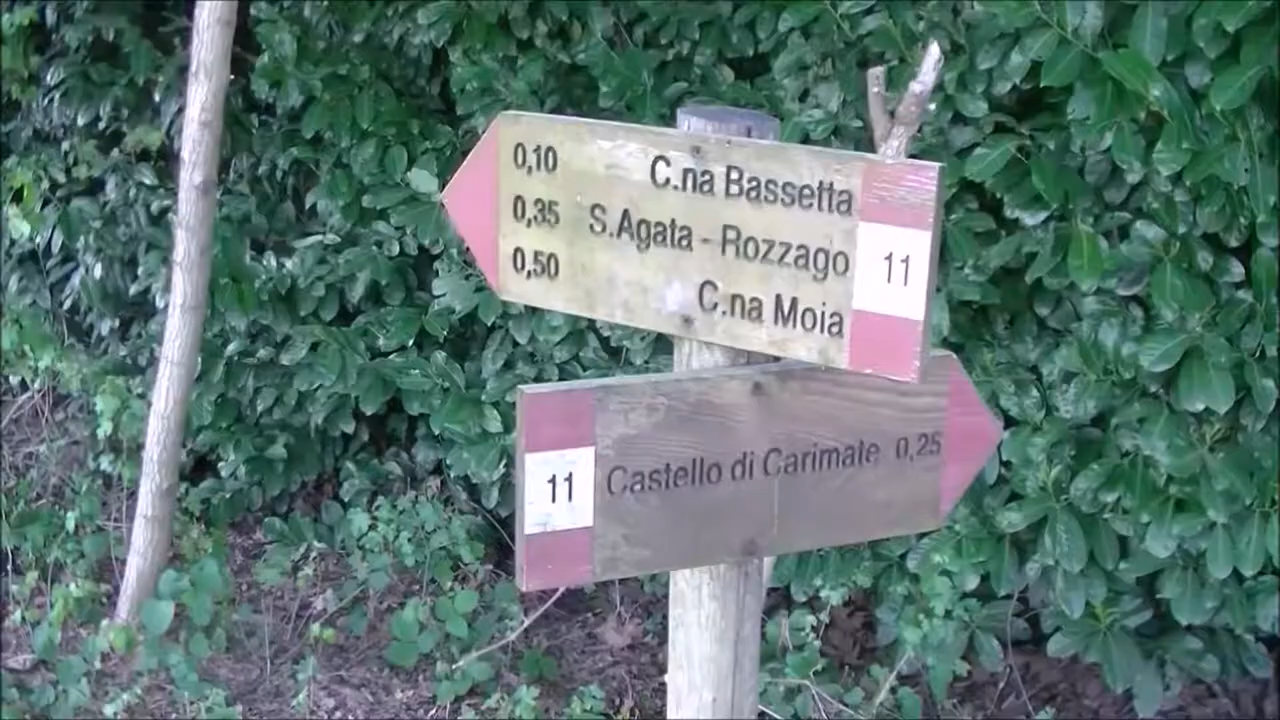 0,10 C.na Bassetta
0,35 S.Agata - Rozzago 11
0,50 C.na Moia
11 Castello di Carimate 0,25